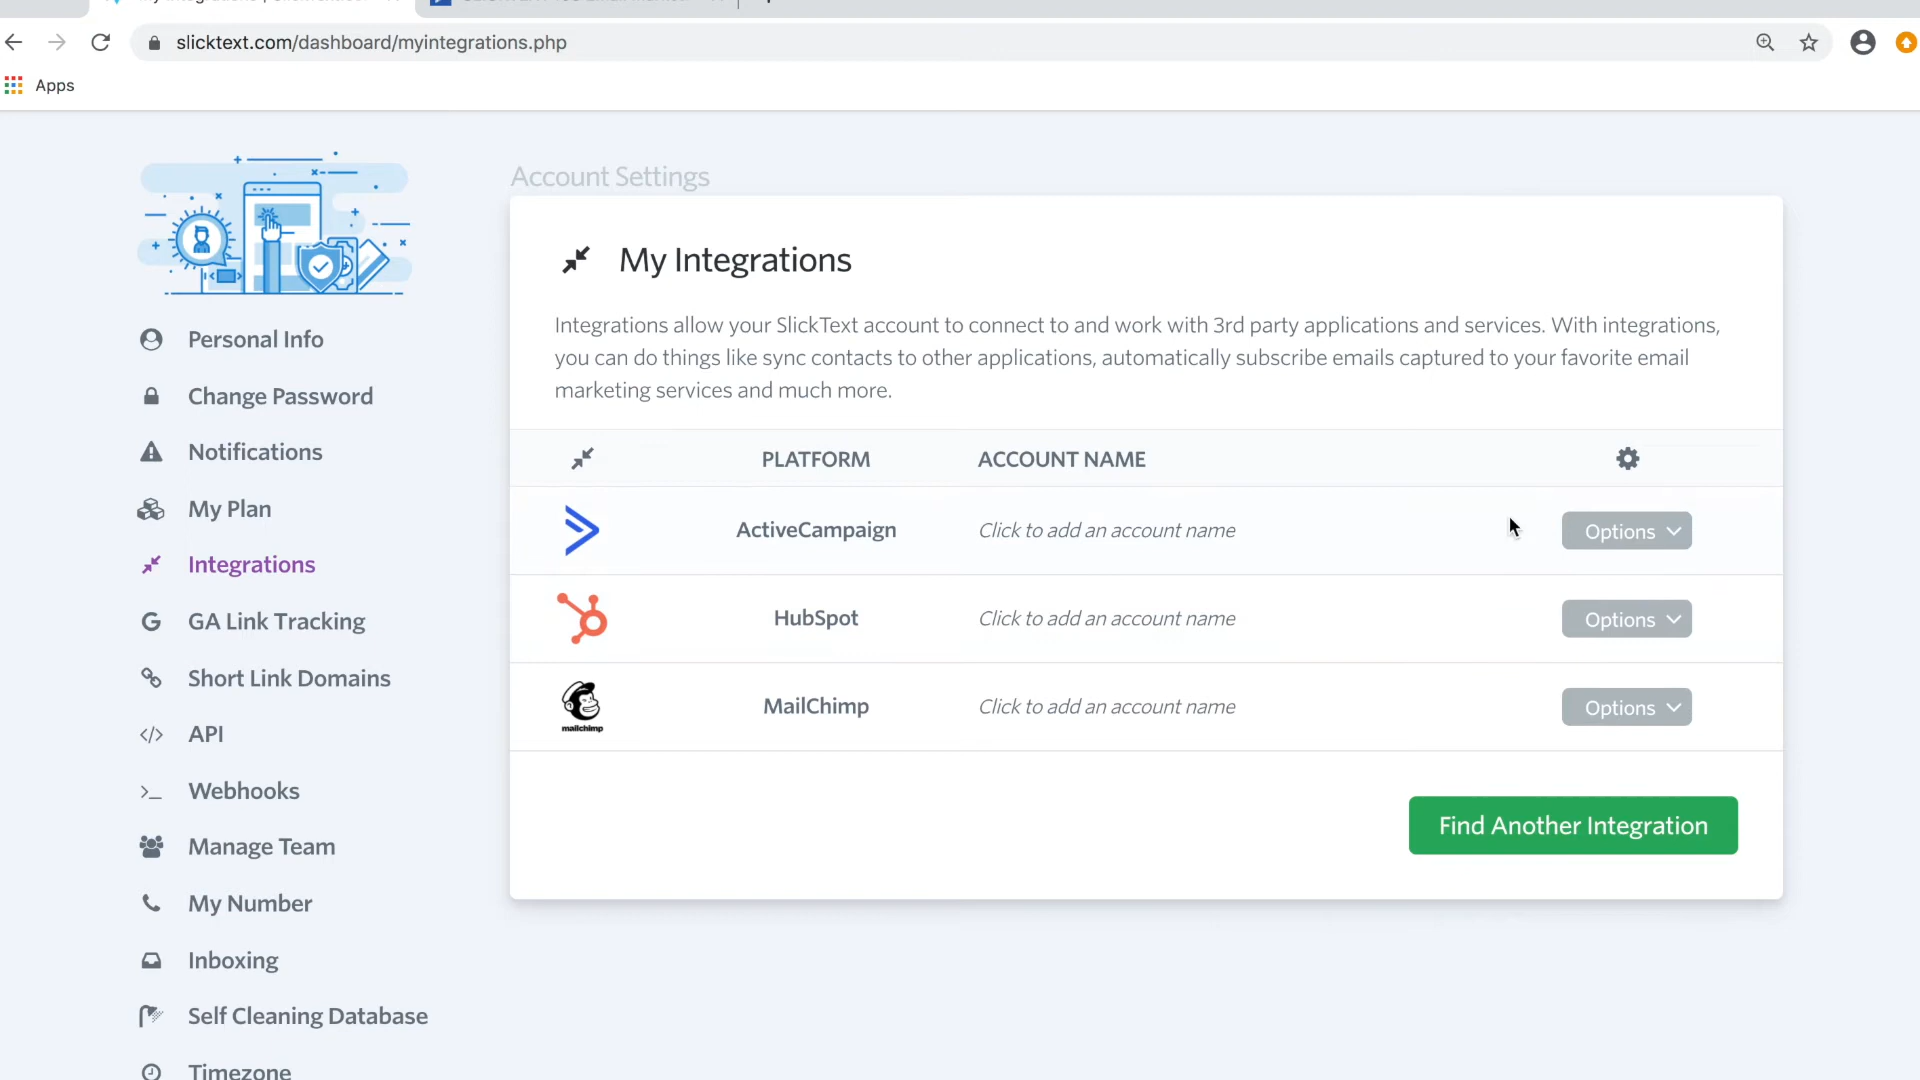 slicktext.com/dashboard/myintegrations.php
Apps
Account Settings
My Integrations
Integrations allow your SlickText account to connect to and work with 3rd party applications and services. With integrations,
you can do things like sync contacts to other applications, automatically subscribe emails captured to your favorite email
marketing services and much more.
PLATFORM ACCOUNT NAME
ActiveCampaign Click to add an account name Options
HubSpot Click to add an account name Options
mailchimp MailChimp Click to add an account name Options
Find Another Integration
Personal Info
Change Password
Notifications
My Plan
Integrations
GA Link Tracking
Short Link Domains
API
Webhooks
Manage Team
My Number
Inboxing
Self Cleaning Database
Timezone